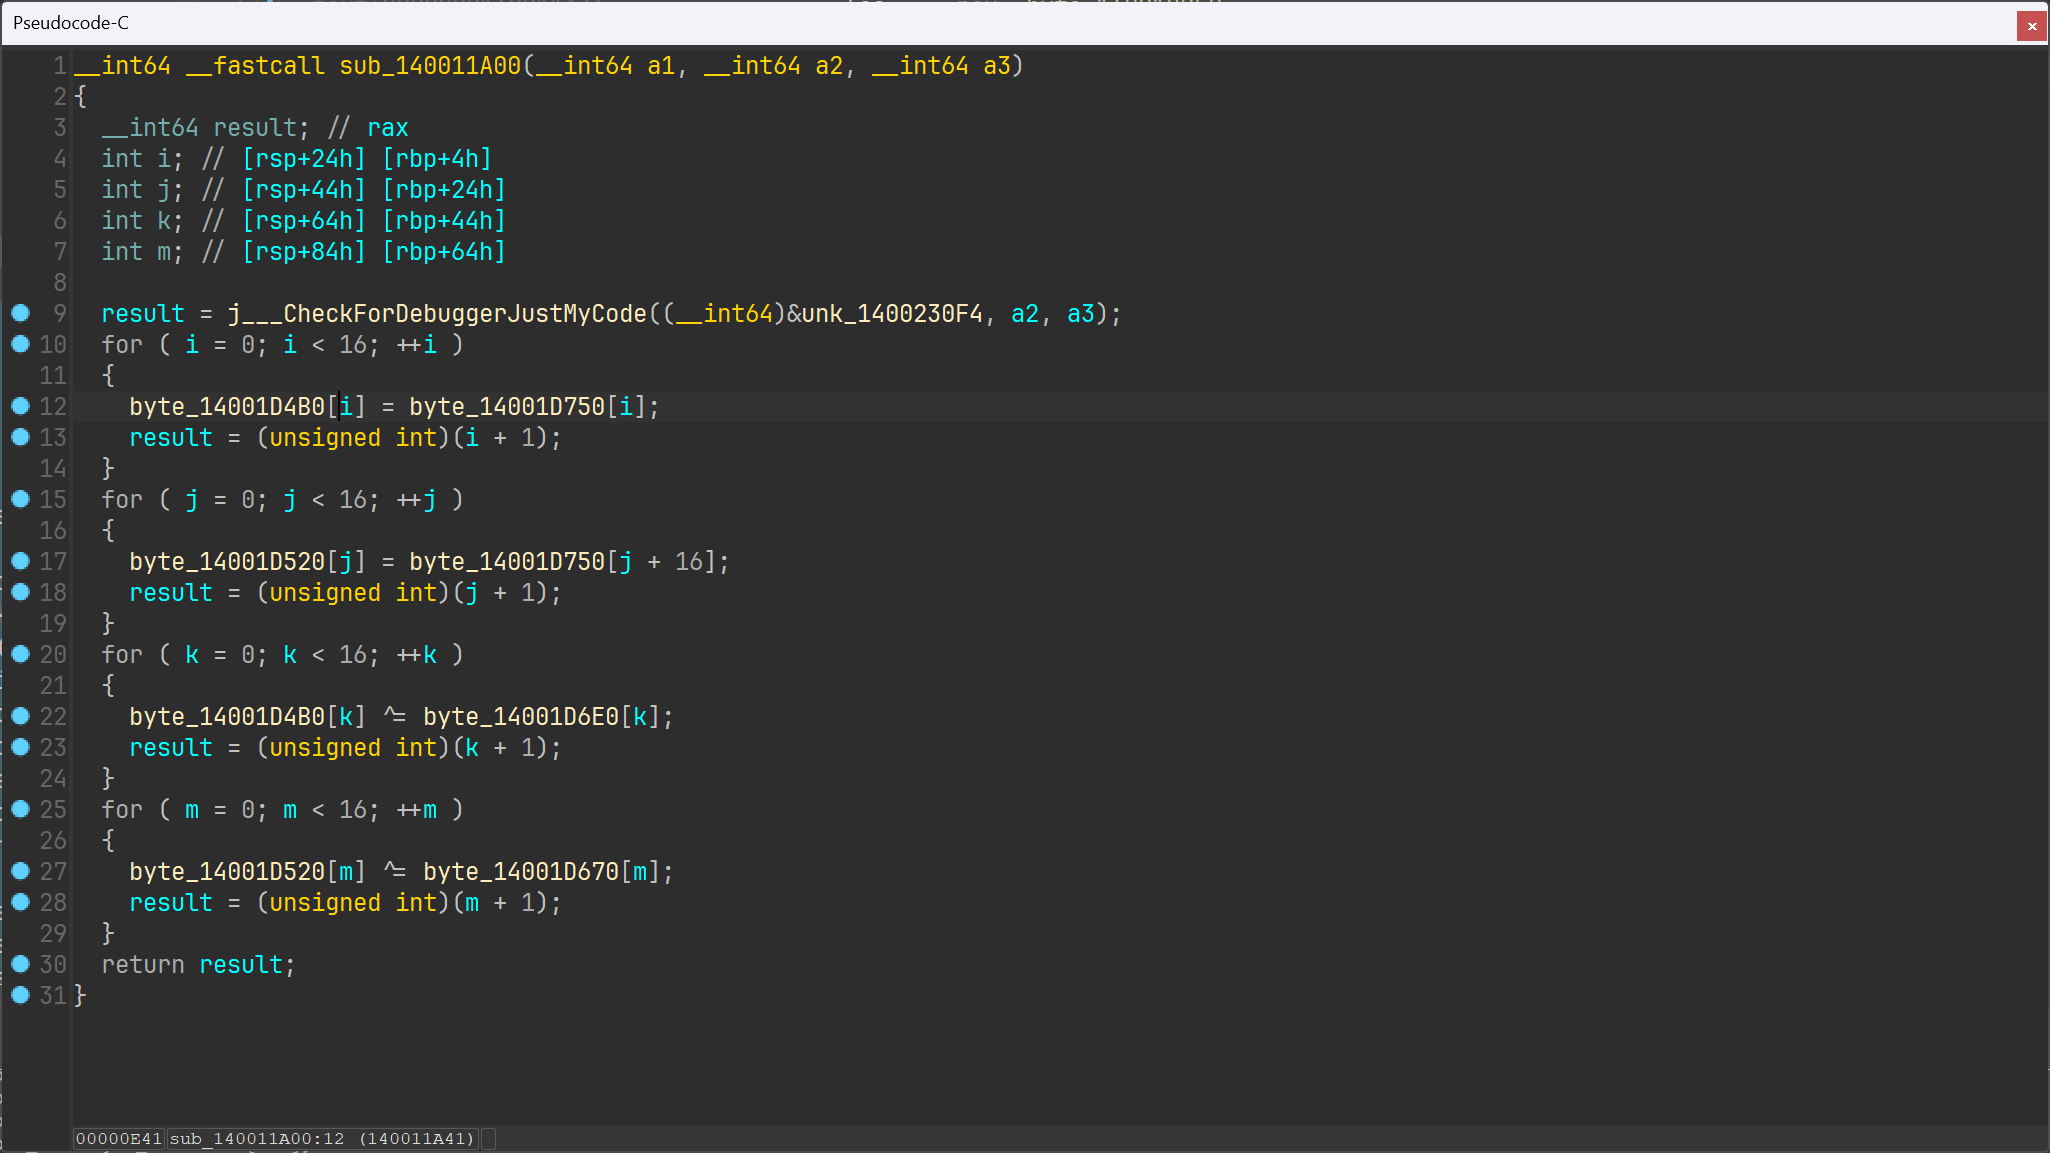 Pseudocode-C
1 __int64 __fastcall sub_140011A00(__int64 a1, __int64 a2, __int64 a3)
2 {
3   __int64 result; // rax
4   int i; // [rsp+24h] [rbp+4h]
5   int j; // [rsp+44h] [rbp+24h]
6   int k; // [rsp+64h] [rbp+44h]
7   int m; // [rsp+84h] [rbp+64h]
8
9   result = j___CheckForDebuggerJustMyCode((__int64)&unk_1400230F4, a2, a3);
10   for ( i = 0; i < 16; ++i )
11   {
12     byte_14001D4B0[i] = byte_14001D750[i];
13     result = (unsigned int)(i + 1);
14   }
15   for ( j = 0; j < 16; ++j )
16   {
17     byte_14001D520[j] = byte_14001D750[j + 16];
18     result = (unsigned int)(j + 1);
19   }
20   for ( k = 0; k < 16; ++k )
21   {
22     byte_14001D4B0[k] ^= byte_14001D6E0[k];
23     result = (unsigned int)(k + 1);
24   }
25   for ( m = 0; m < 16; ++m )
26   {
27     byte_14001D520[m] ^= byte_14001D670[m];
28     result = (unsigned int)(m + 1);
29   }
30   return result;
31 }
00000E41 sub_140011A00:12 (140011A41)